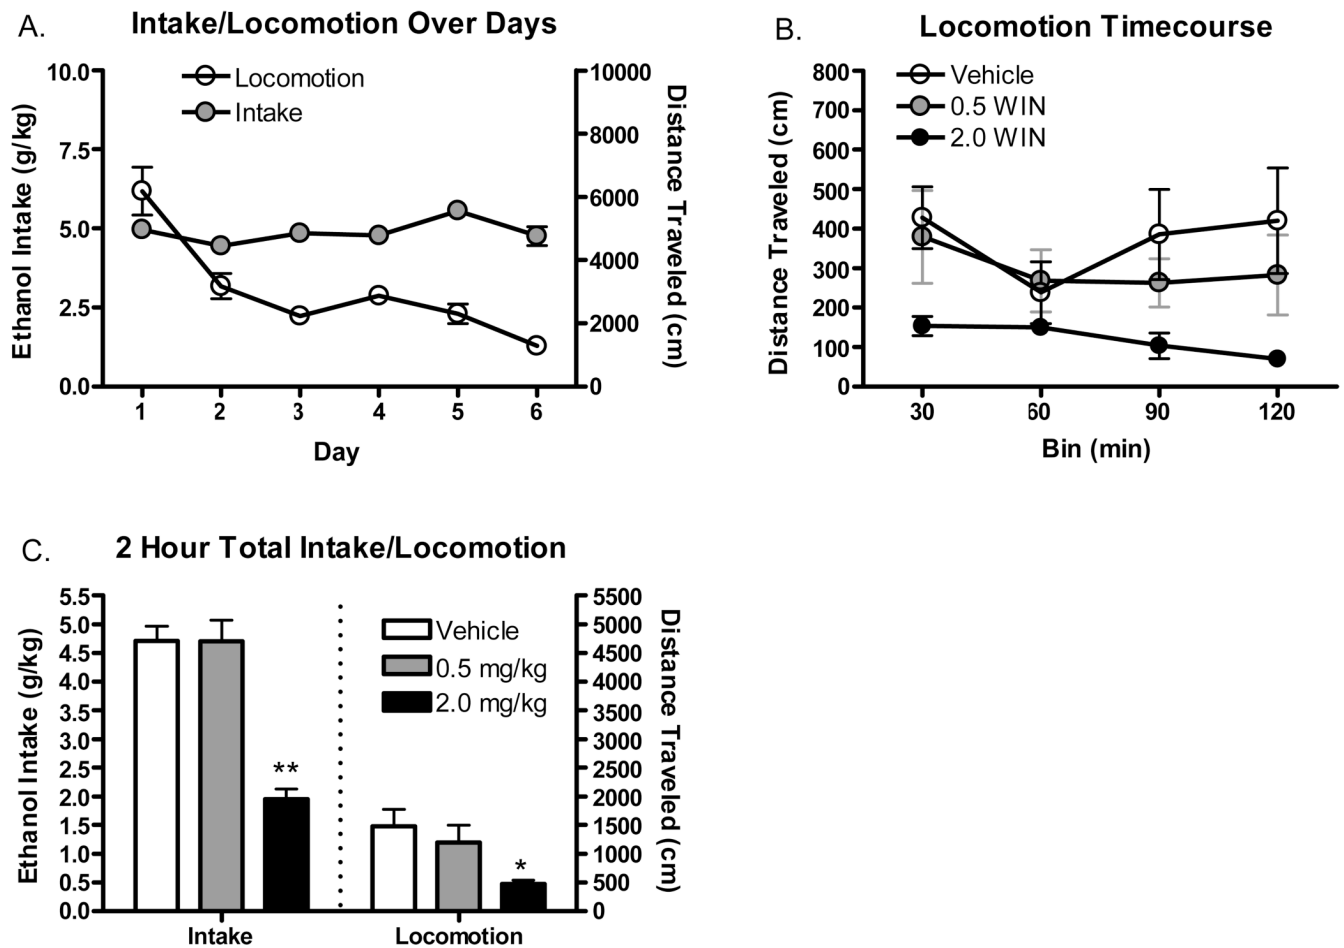 A.
Intake/Locomotion Over Days
Locomotion
Intake
Ethanol Intake (g/kg)
10.0
7.5
5.0
2.5
0.0
10000
8000
6000
4000
2000
0
Distance Traveled (cm)
1 2 3 4 5 6
Day
B.
Locomotion Timecourse
Vehicle
0.5 WIN
2.0 WIN
Distance Traveled (cm)
800
700
600
500
400
300
200
100
0
30 60 90 120
Bin (min)
C.
2 Hour Total Intake/Locomotion
Vehicle
0.5 mg/kg
2.0 mg/kg
Ethanol Intake (g/kg)
5.5
5.0
4.5
4.0
3.5
3.0
2.5
2.0
1.5
1.0
0.5
0.0
**
*
5500
5000
4500
4000
3500
3000
2500
2000
1500
1000
500
0
Distance Traveled (cm)
Intake Locomotion